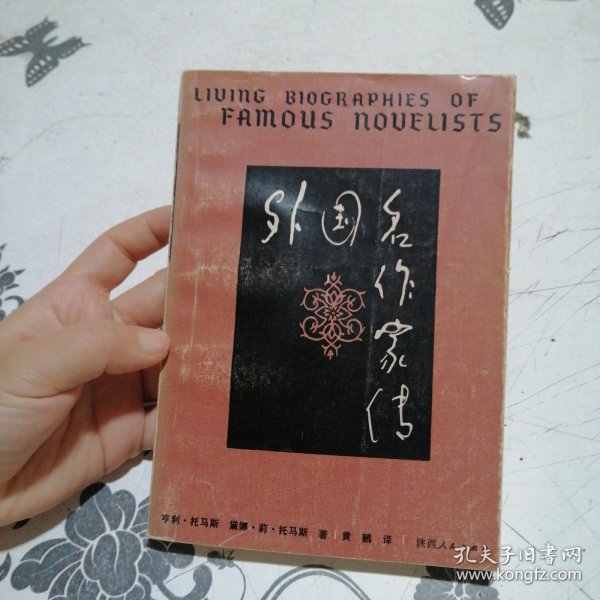 LIVING BIOGRAPHIES OF
FAMOUS NOVELISTS
外国名作家传
亨利·托马斯 黛娜·莉·托马斯 著 黄鹂 译 陕西人
孔夫子旧书网
www.kongfz.com